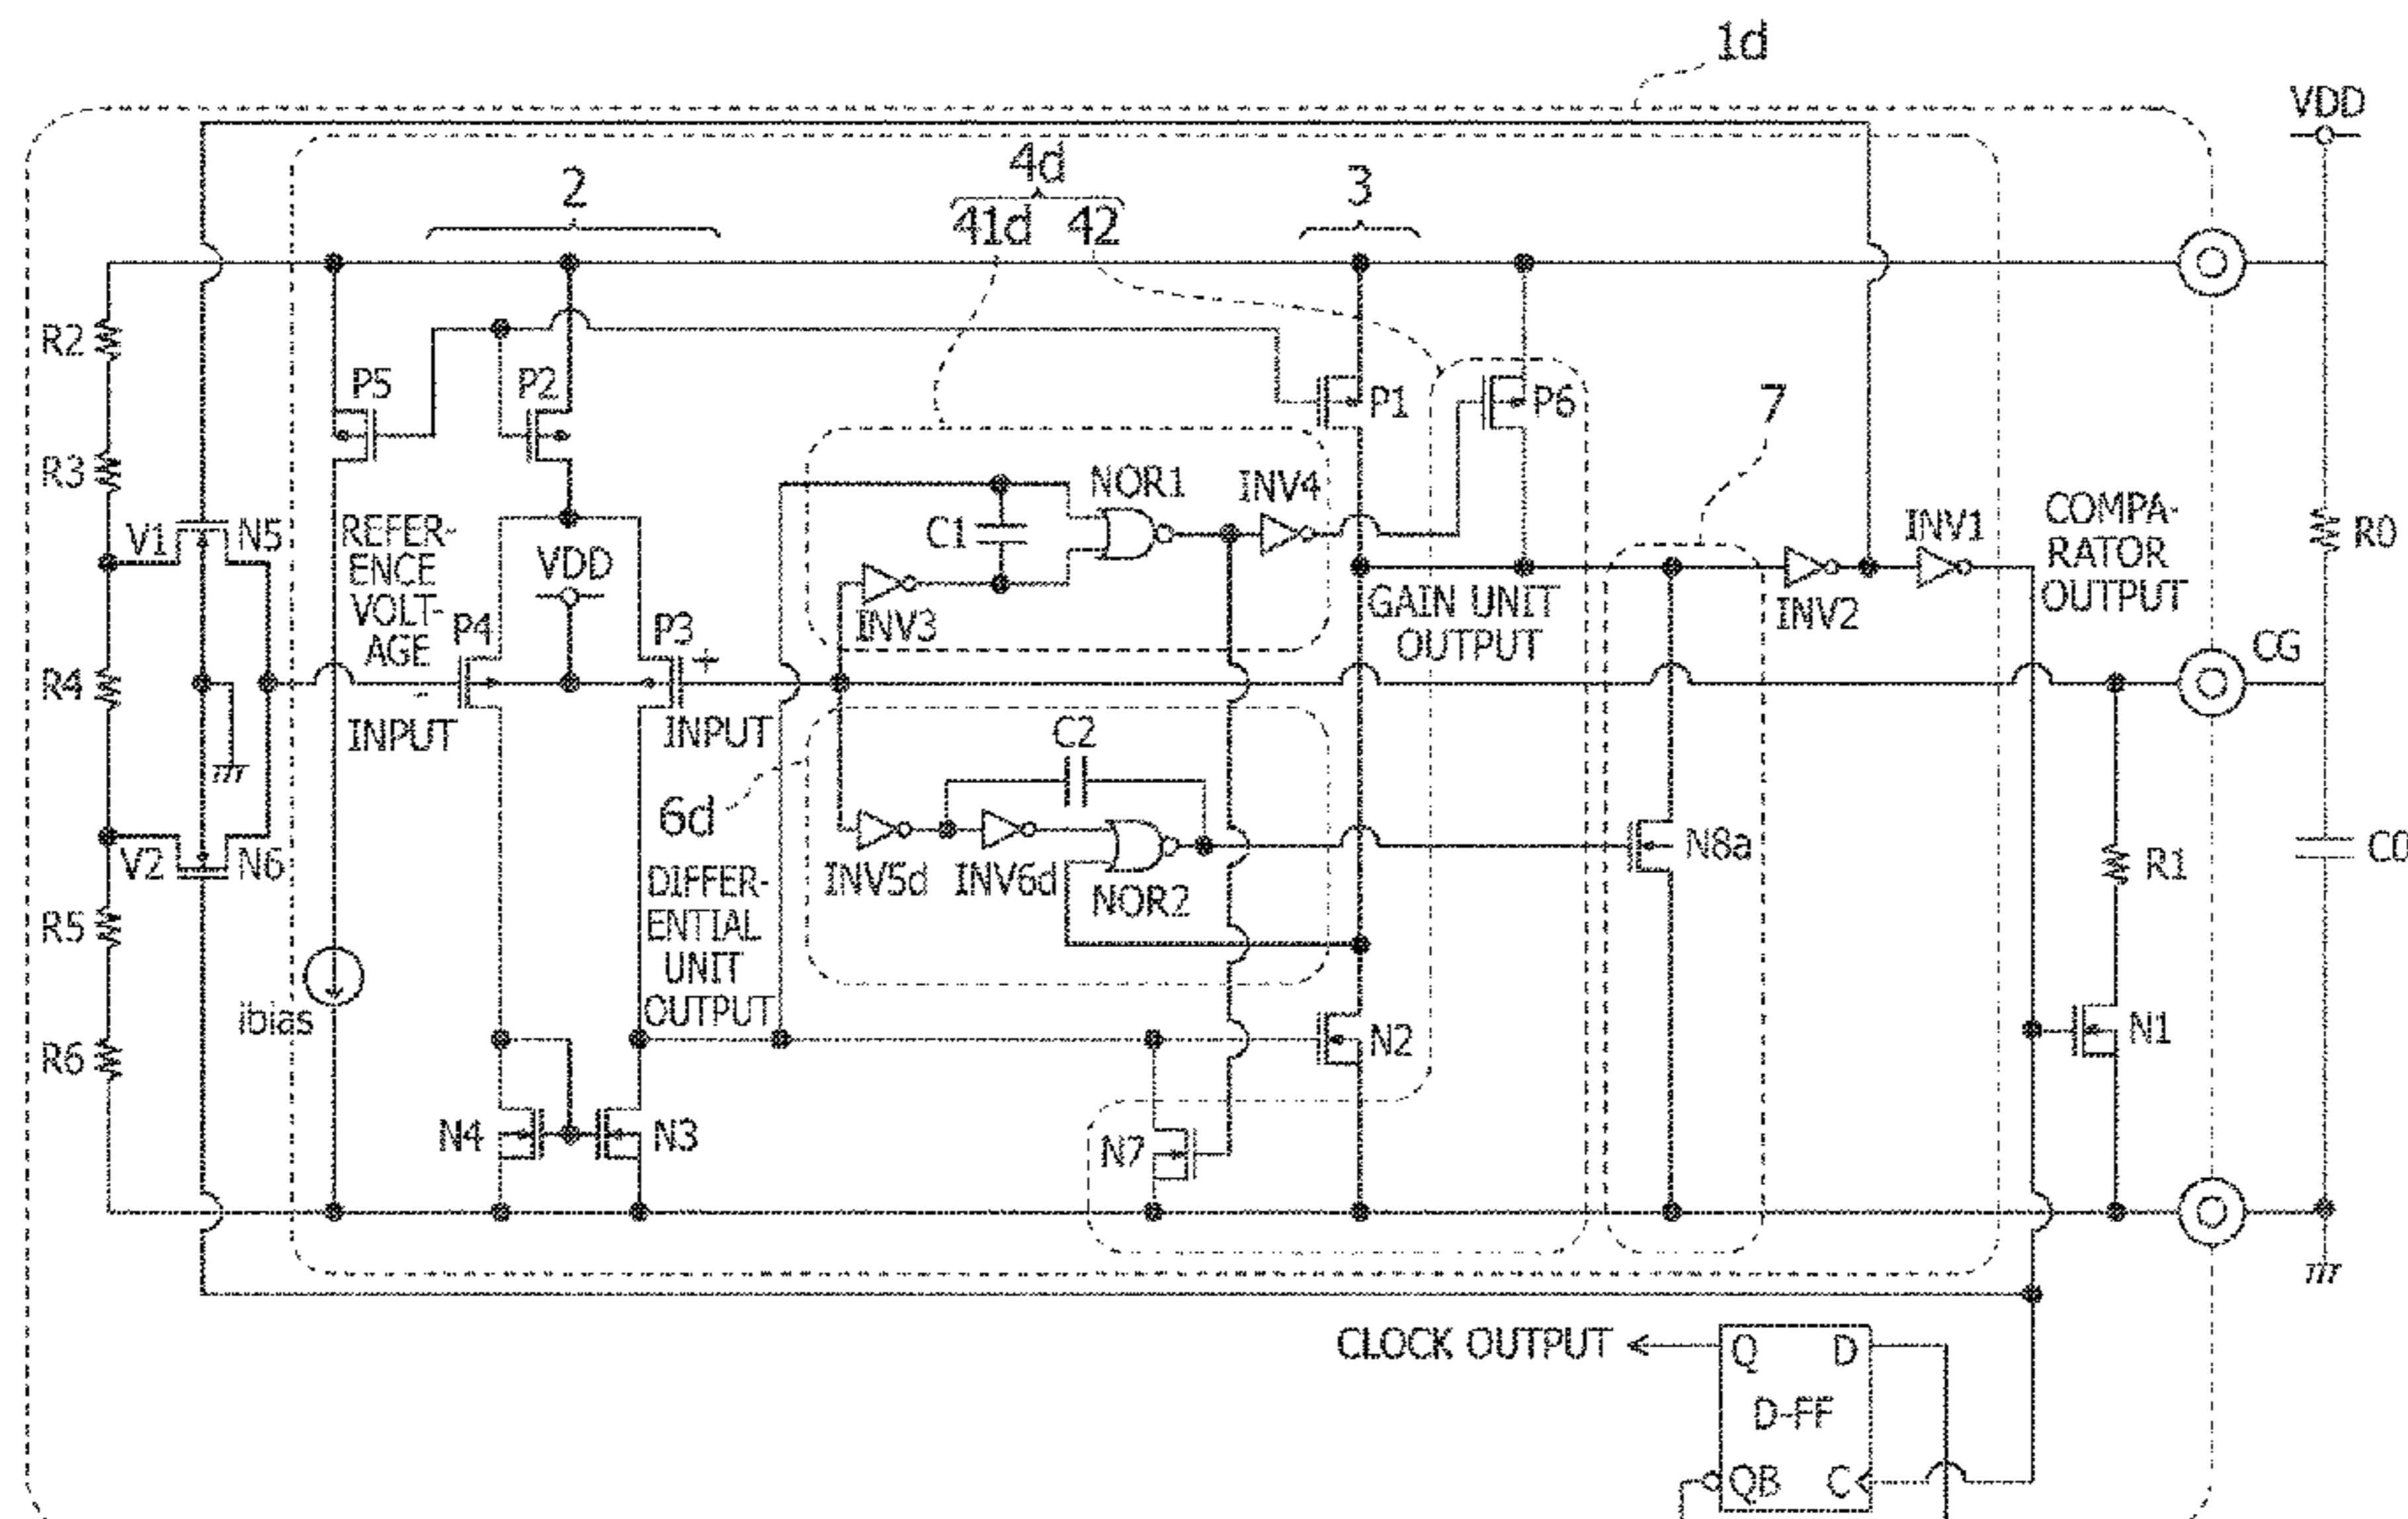 1d
VDD
4d
2
41d 42
3
R2
P5
P2
P1
P6
7
R3
NOR1
INV4
V1
N5
REFER-
ENCE
VOLT-
AGE
C1
VDD
INV1
COMPA-
RATOR
OUTPUT
R0
INV3
GAIN UNIT
OUTPUT
INV2
P4
P3
+
CG
R4
-
INPUT
INPUT
C2
6d
V2
N6
INV5d
INV6d
NOR2
N8a
R1
C0
DIFFER-
ENTIAL
UNIT
OUTPUT
R5
ibias
N2
N1
R6
N4
N3
N7
CLOCK OUTPUT
Q D
D-FF
QB C